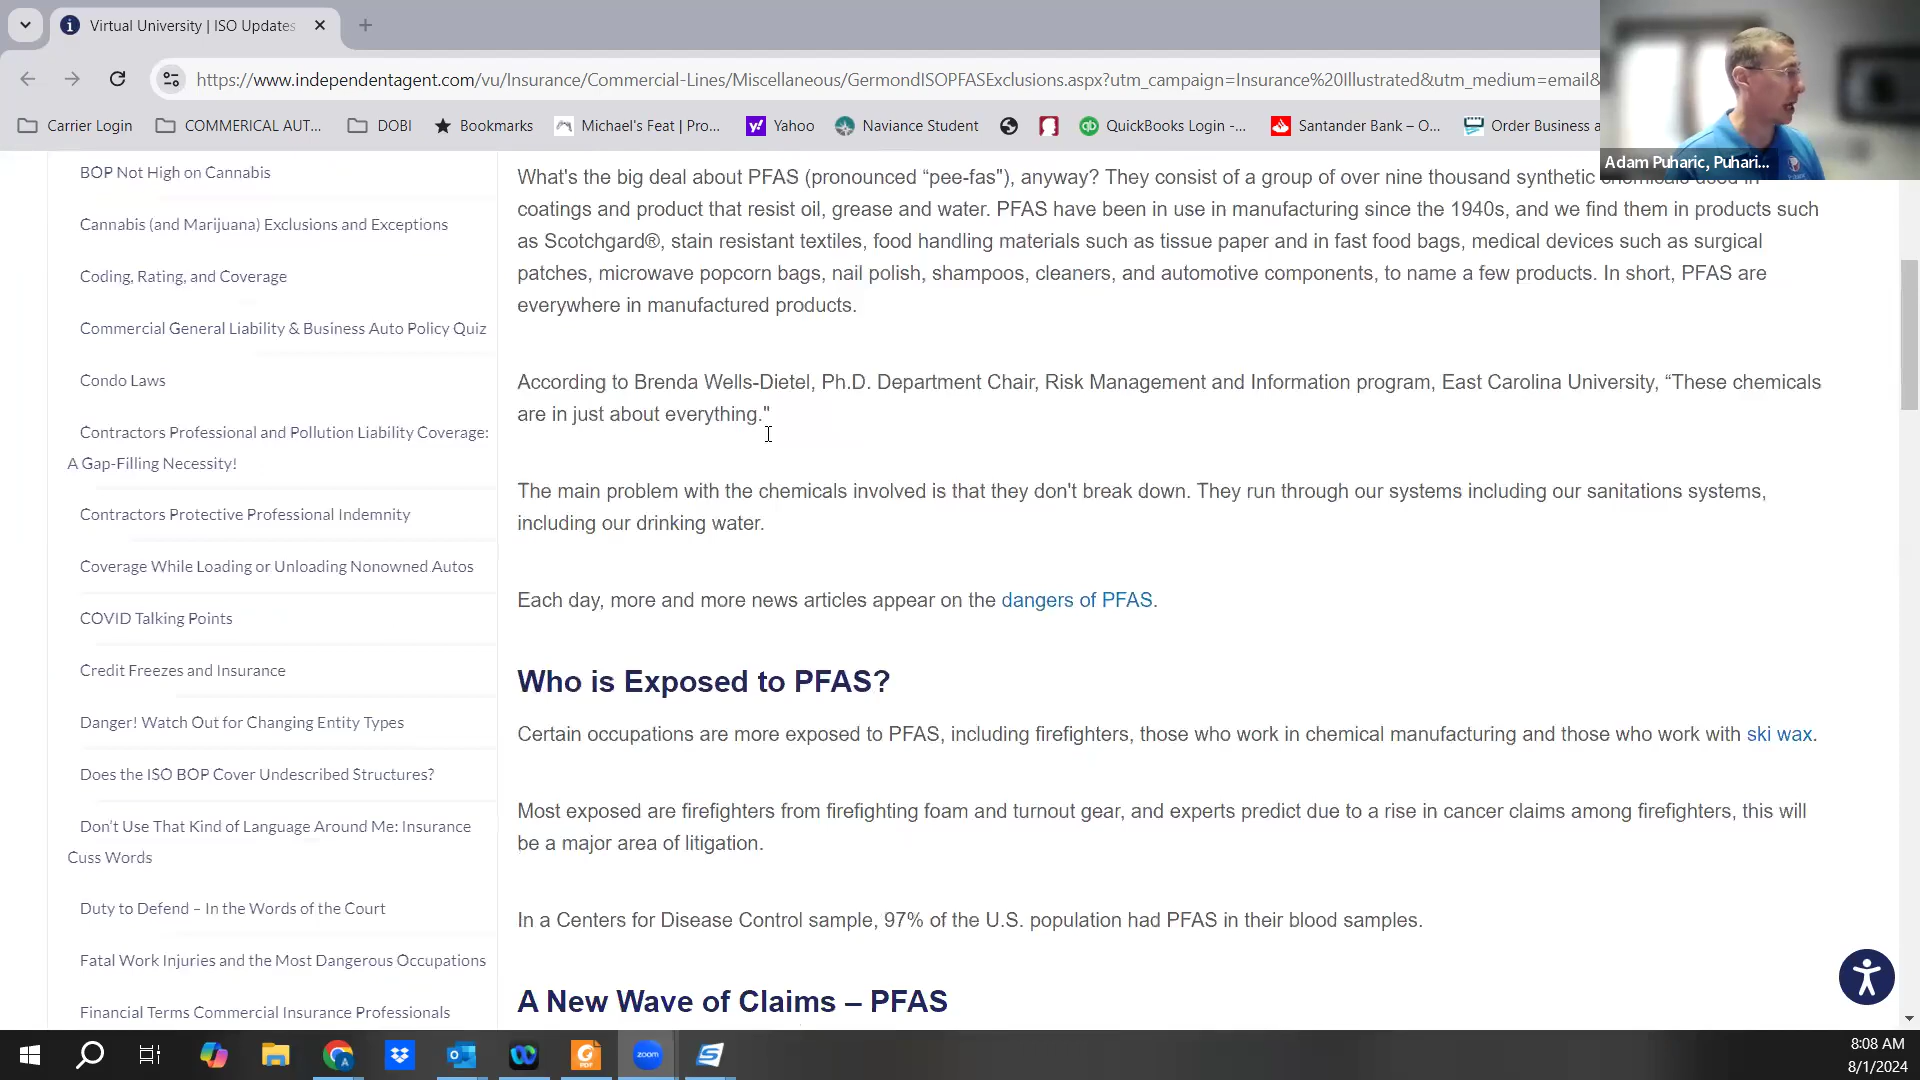 Virtual University | ISO Updates
https://www.independentagent.com/vu/Insurance/Commercial-Lines/Miscellaneous/GermondISOPFASExclusions.aspx?utm_campaign=Insurance%20Illustrated&utm_medium=email&
Carrier Login
COMMERICAL AUT...
DOBI
Bookmarks
Michael's Feat | Pro...
Yahoo
Naviance Student
QuickBooks Login -...
Santander Bank – O...
Order Business a
Adam Puharic, Puhari...
BOP Not High on Cannabis
Cannabis (and Marijuana) Exclusions and Exceptions
Coding, Rating, and Coverage
Commercial General Liability & Business Auto Policy Quiz
Condo Laws
Contractors Professional and Pollution Liability Coverage:
A Gap-Filling Necessity!
Contractors Protective Professional Indemnity
Coverage While Loading or Unloading Nonowned Autos
COVID Talking Points
Credit Freezes and Insurance
Danger! Watch Out for Changing Entity Types
Does the ISO BOP Cover Undescribed Structures?
Don't Use That Kind of Language Around Me: Insurance
Cuss Words
Duty to Defend – In the Words of the Court
Fatal Work Injuries and the Most Dangerous Occupations
Financial Terms Commercial Insurance Professionals
What's the big deal about PFAS (pronounced “pee-fas"), anyway? They consist of a group of over nine thousand synthetic chemicals used in
coatings and product that resist oil, grease and water. PFAS have been in use in manufacturing since the 1940s, and we find them in products such
as Scotchgard®, stain resistant textiles, food handling materials such as tissue paper and in fast food bags, medical devices such as surgical
patches, microwave popcorn bags, nail polish, shampoos, cleaners, and automotive components, to name a few products. In short, PFAS are
everywhere in manufactured products.
According to Brenda Wells-Dietel, Ph.D. Department Chair, Risk Management and Information program, East Carolina University, “These chemicals
are in just about everything."
The main problem with the chemicals involved is that they don't break down. They run through our systems including our sanitations systems,
including our drinking water.
Each day, more and more news articles appear on the dangers of PFAS.
Who is Exposed to PFAS?
Certain occupations are more exposed to PFAS, including firefighters, those who work in chemical manufacturing and those who work with ski wax.
Most exposed are firefighters from firefighting foam and turnout gear, and experts predict due to a rise in cancer claims among firefighters, this will
be a major area of litigation.
In a Centers for Disease Control sample, 97% of the U.S. population had PFAS in their blood samples.
A New Wave of Claims – PFAS
zoom
8:08 AM
8/1/2024